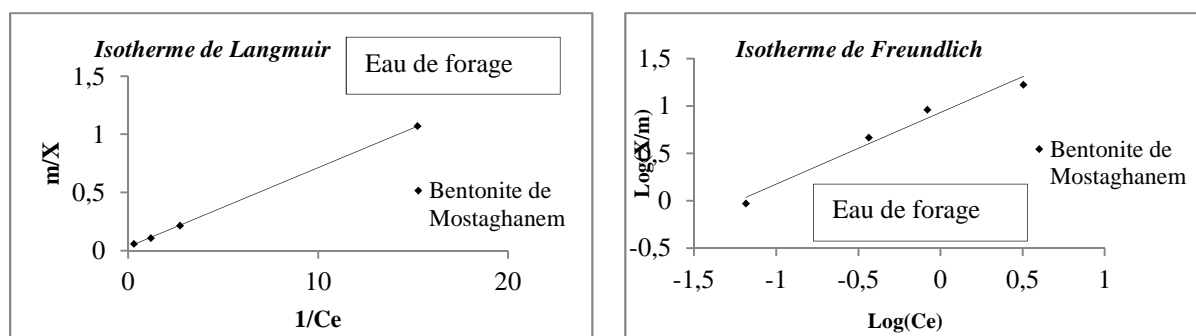 Isotherme de Langmuir
Eau de forage
1,5
1
0,5
0
m/X
Bentonite de
Mostaghanem
0
10
20
1/Ce
Isotherme de Freundlich
1,5
1
0,5
0
-0,5
Log(X/m)
Bentonite de
Mostaghanem
Eau de forage
-1,5
-1
-0,5
0
0,5
1
Log(Ce)